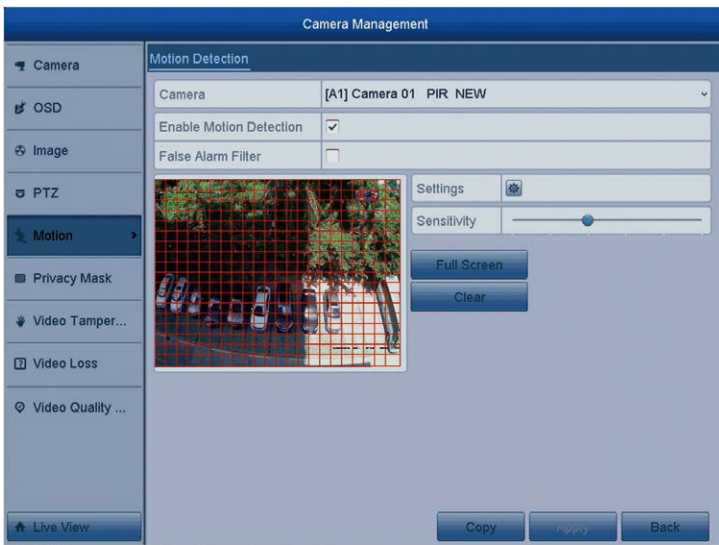 Camera Management
Camera
OSD
Image
PTZ
Motion
Privacy Mask
Video Tamper...
Video Loss
Video Quality ...
Live View
Motion Detection
Camera
[A1] Camera 01 PIR NEW
Enable Motion Detection
False Alarm Filter
Settings
Sensitivity
Full Screen
Clear
Copy
Apply
Back